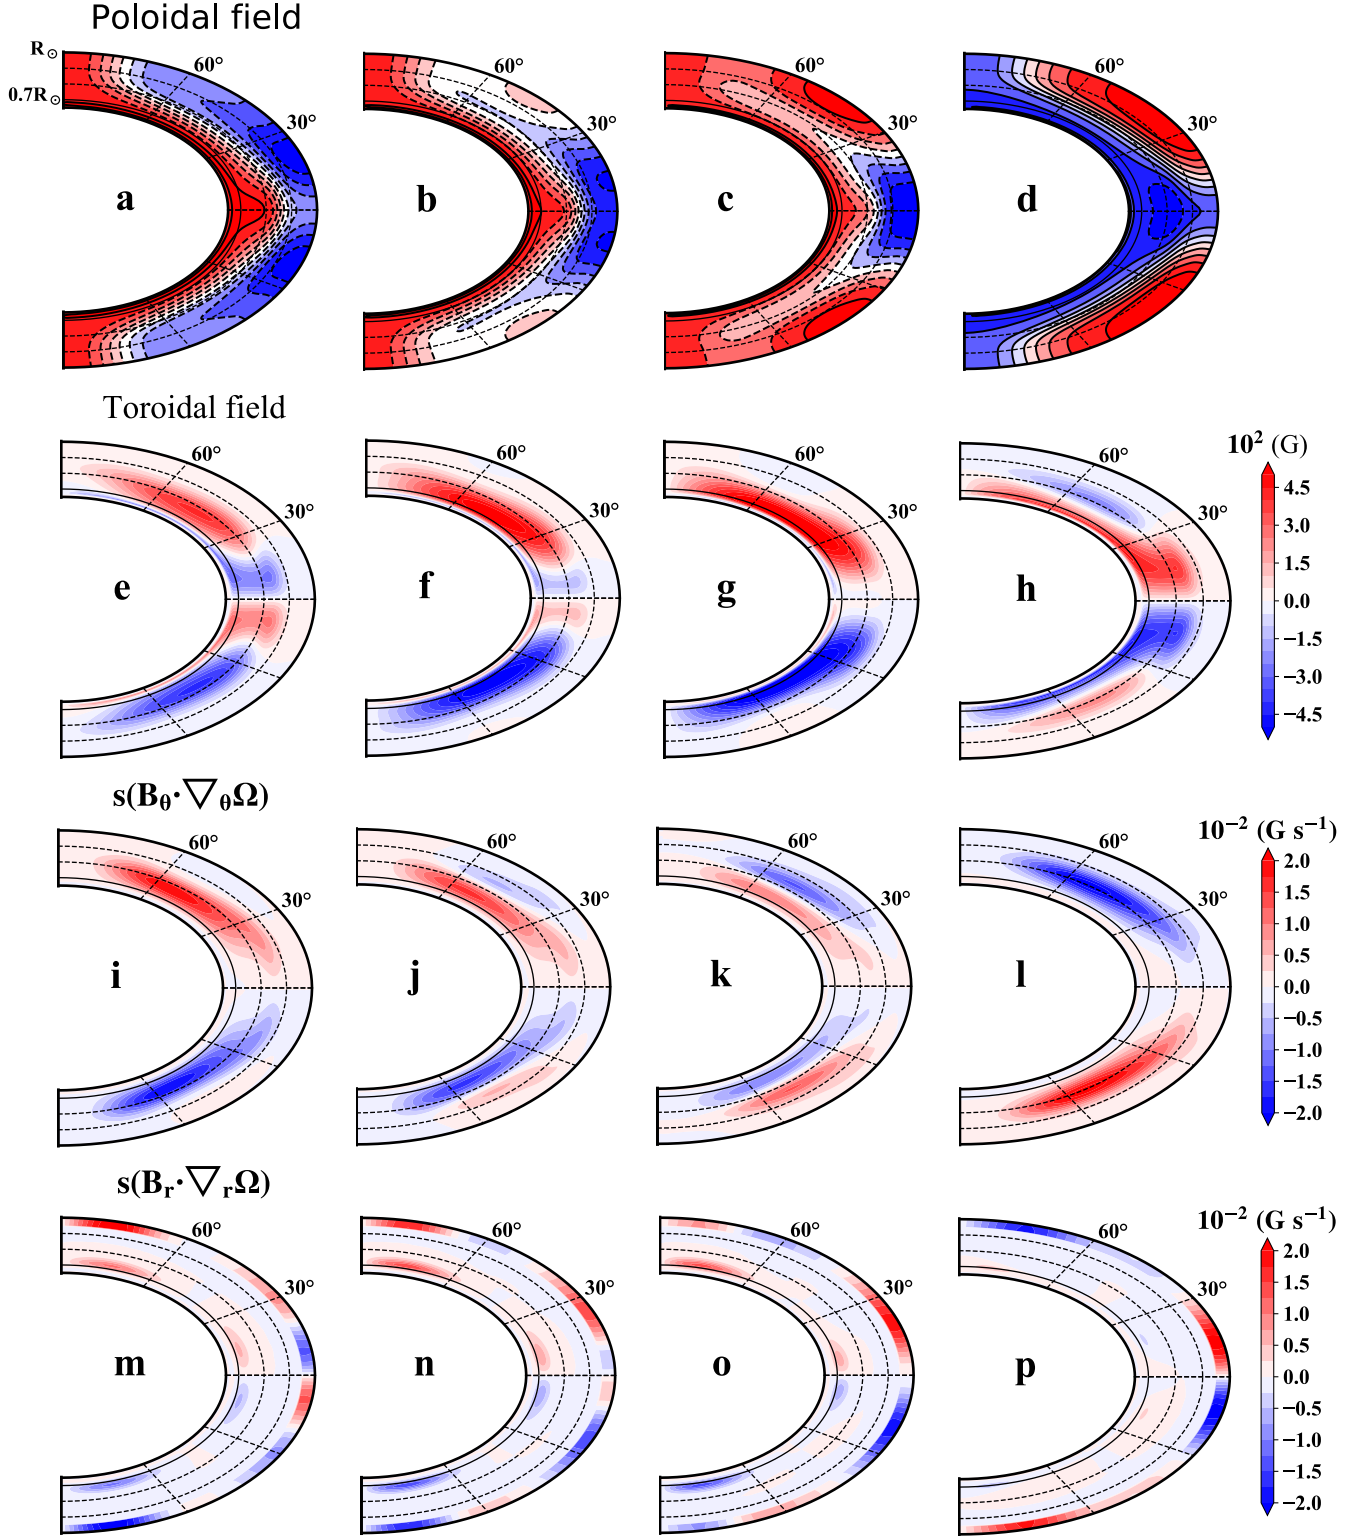 Poloidal field
R⊙ 60° 60° 60° 60°
0.7R⊙ 30° 30° 30° 30°
a b c d
Toroidal field
10² (G)
60° 60° 60° 60°
4.5
30° 30° 30° 30°
3.0
1.5
e f g h
0.0
−1.5
−3.0
−4.5
s(B_θ·▽_θΩ)
10⁻² (G s⁻¹)
60° 60° 60° 60°
2.0
1.5
30° 30° 30° 30°
1.0
0.5
i j k l
0.0
−0.5
−1.0
−1.5
−2.0
s(B_r·▽_rΩ)
10⁻² (G s⁻¹)
60° 60° 60° 60°
2.0
1.5
30° 30° 30° 30°
1.0
0.5
m n o p
0.0
−0.5
−1.0
−1.5
−2.0